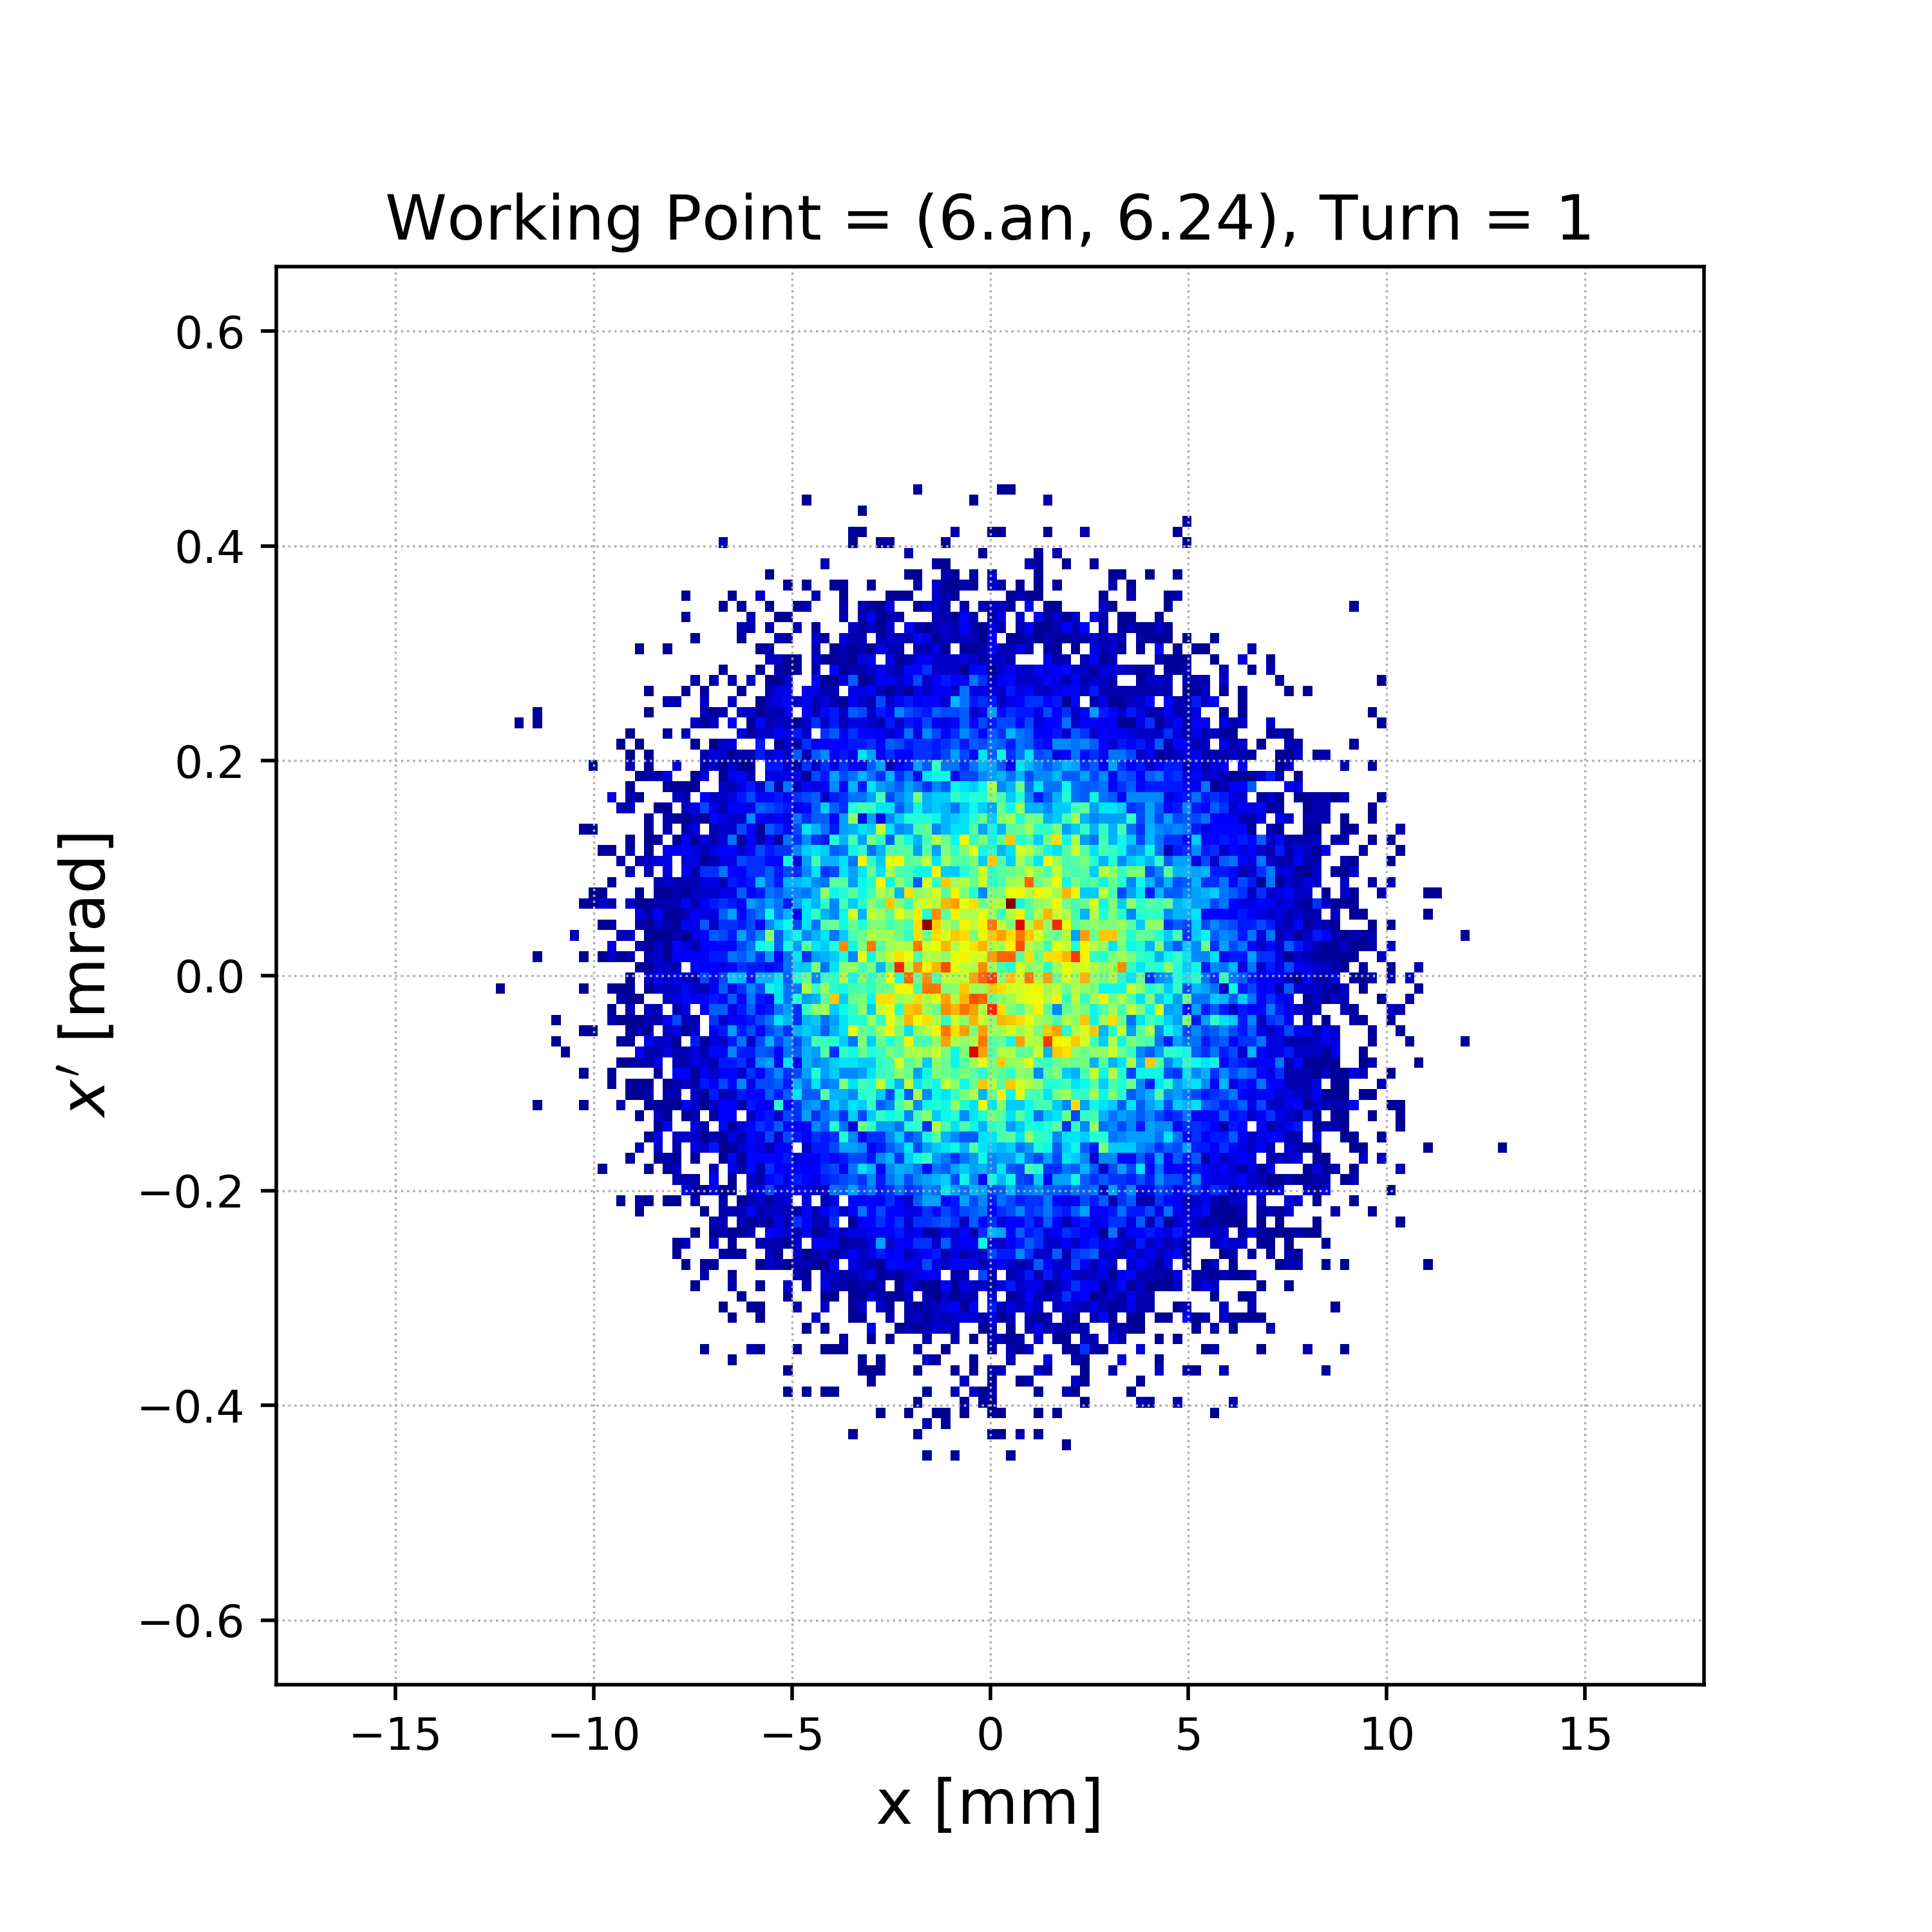 Working Point = (6.an, 6.24), Turn = 1
0.6
0.4
0.2
0.0
−0.2
−0.4
−0.6
x′ [mrad]
−15 −10 −5 0 5 10 15
x [mm]